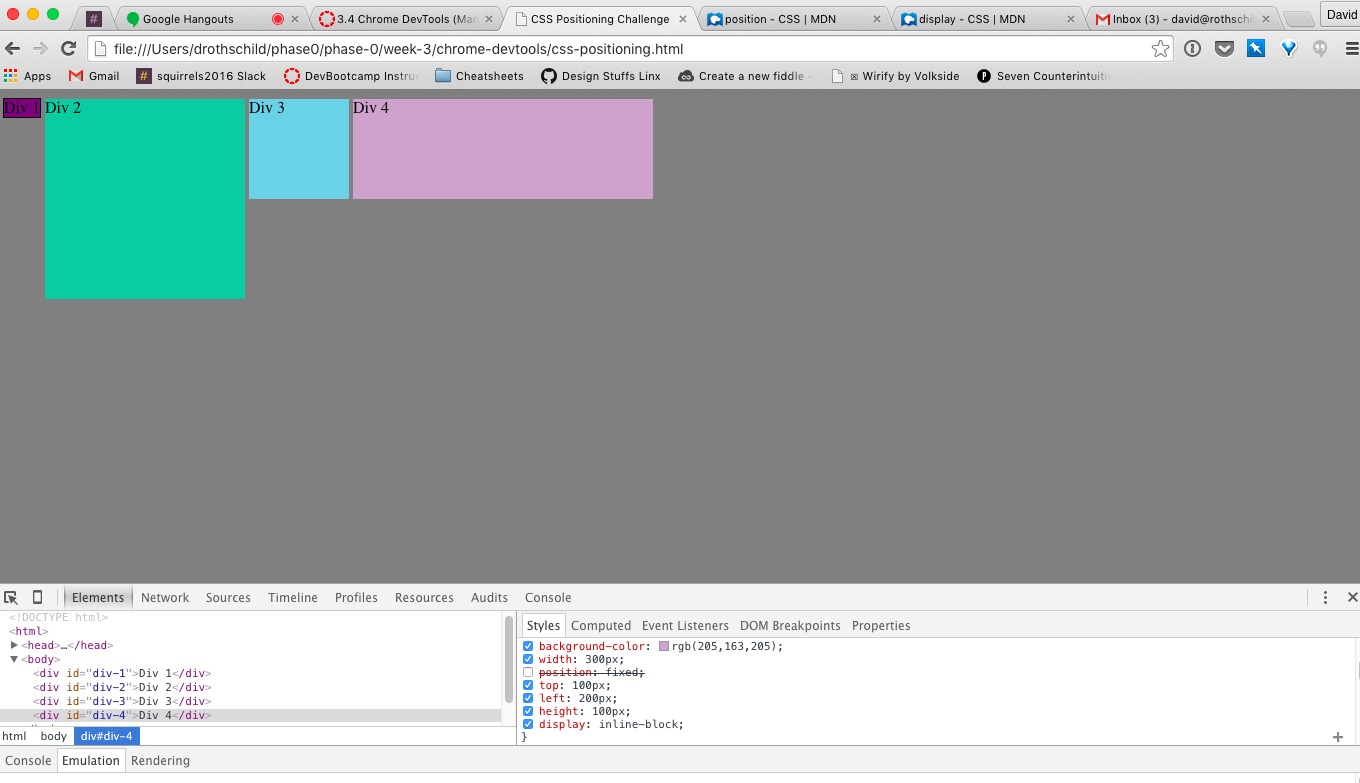 Google Hangouts
3.4 Chrome DevTools (Man
CSS Positioning Challenge
position - CSS | MDN
display - CSS | MDN
Inbox (3) - david@rothschi
David
file:///Users/drothschild/phase0/phase-0/week-3/chrome-devtools/css-positioning.html
Apps
Gmail
squirrels2016 Slack
DevBootcamp Instru
Cheatsheets
Design Stuffs Linx
Create a new fiddle -
Wirify by Volkside
Seven Counterintuiti
Div 1
Div 2
Div 3
Div 4
Elements
Network
Sources
Timeline
Profiles
Resources
Audits
Console
<!DOCTYPE html>
<html>
<head>…</head>
<body>
<div id="div-1">Div 1</div>
<div id="div-2">Div 2</div>
<div id="div-3">Div 3</div>
<div id="div-4">Div 4</div>
html
body
div#div-4
Styles
Computed
Event Listeners
DOM Breakpoints
Properties
background-color: rgb(205,163,205);
width: 300px;
position: fixed;
top: 100px;
left: 200px;
height: 100px;
display: inline-block;
}
Console
Emulation
Rendering